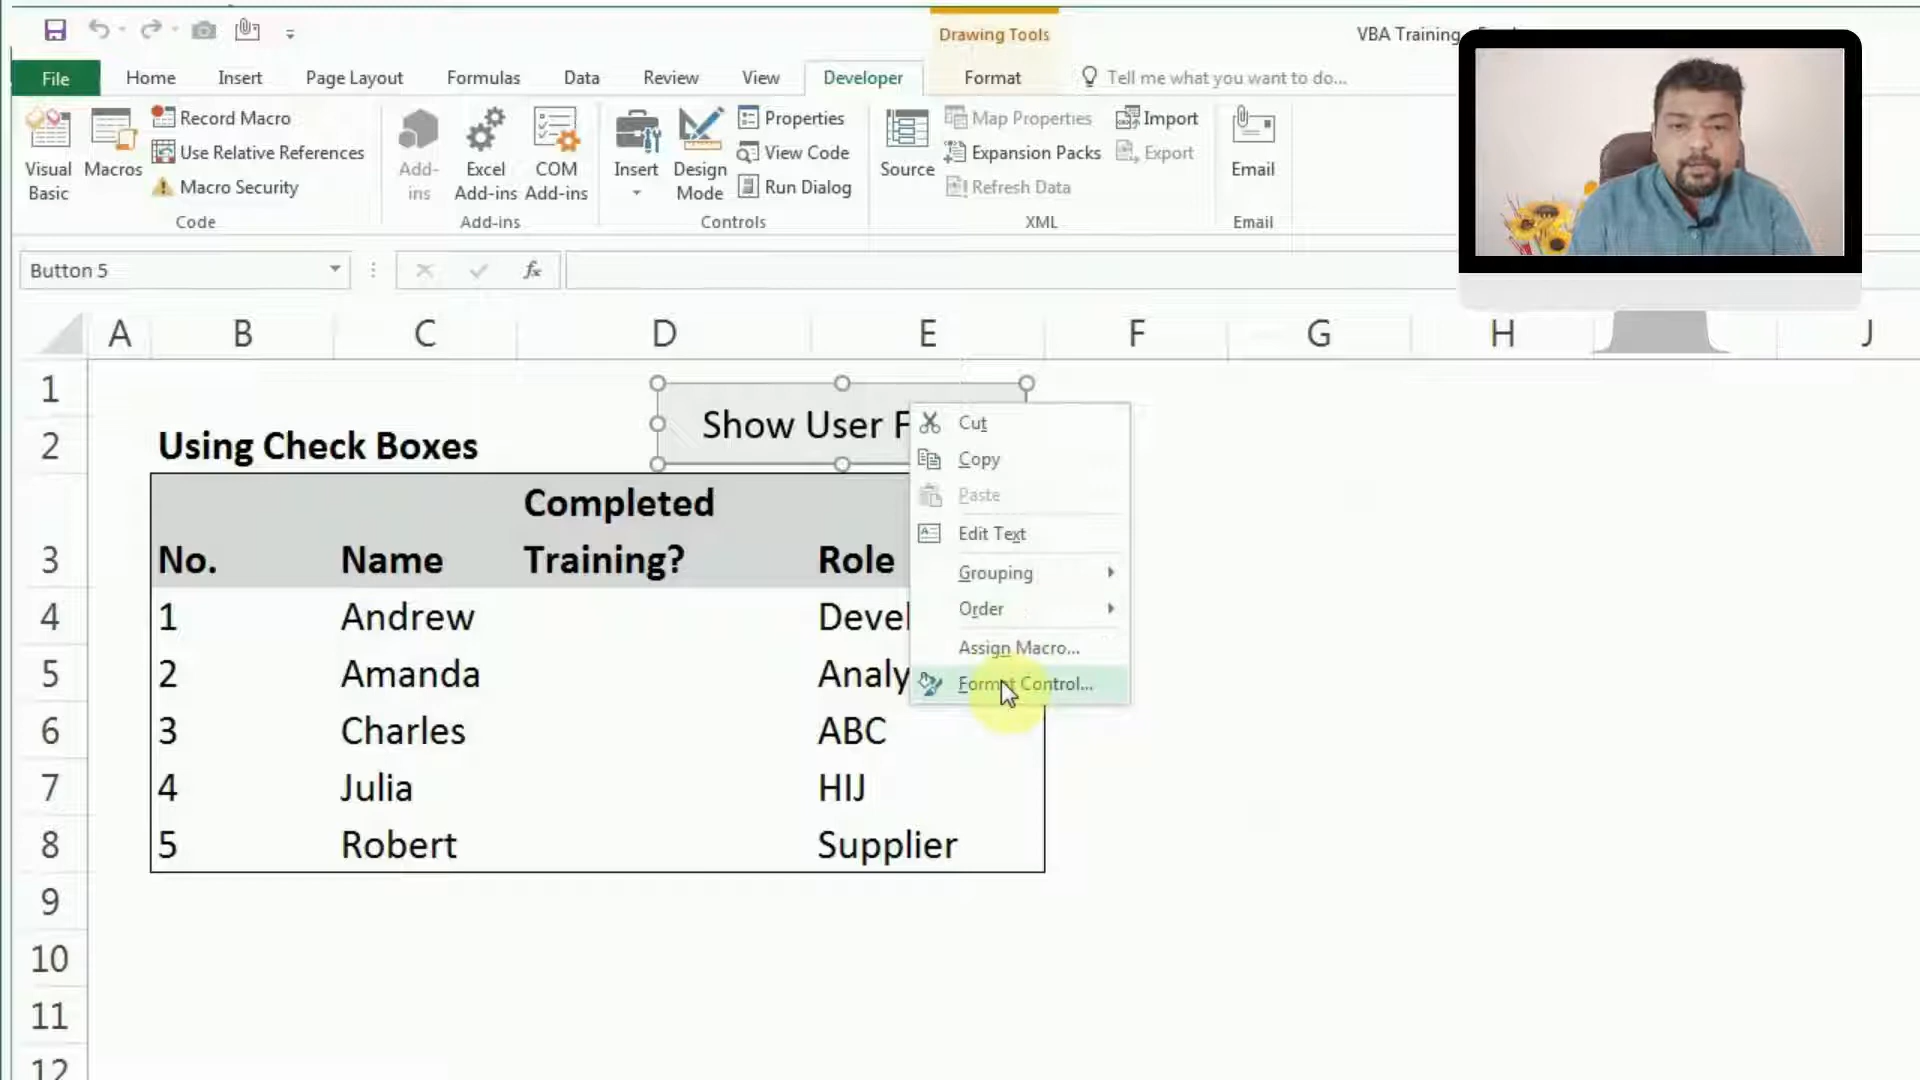 Drawing Tools
VBA Training
File Home Insert Page Layout Formulas Data Review View Developer Format Tell me what you want to do...
Visual Basic
Macros
Record Macro
Use Relative References
Macro Security
Code
Add-ins
Excel Add-ins
COM Add-ins
Add-ins
Insert
Design Mode
Properties
View Code
Run Dialog
Controls
Source
Map Properties
Expansion Packs
Refresh Data
Import
Export
XML
Email
Email
Button 5
fx
A B C D E F G H J
1
Show User F
2 Using Check Boxes
3 No. Name Completed Training? Role
4 1 Andrew Devel
5 2 Amanda Analy
6 3 Charles ABC
7 4 Julia HIJ
8 5 Robert Supplier
9
10
11
12
Cut
Copy
Paste
Edit Text
Grouping
Order
Assign Macro...
Format Control...